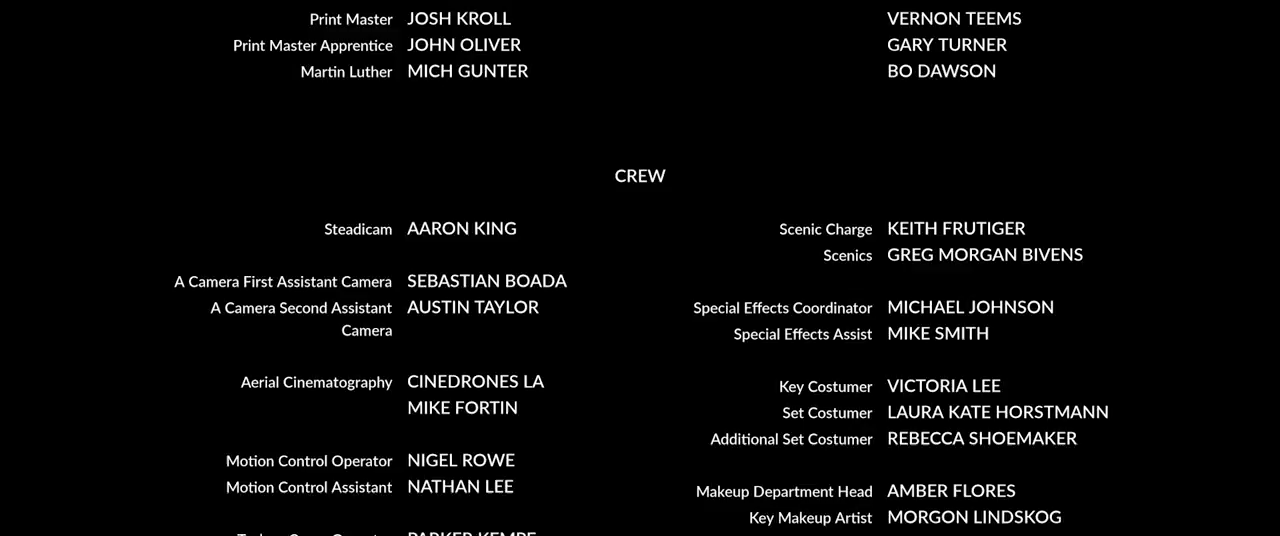 Print Master JOSH KROLL
Print Master Apprentice JOHN OLIVER
Martin Luther MICH GUNTER
VERNON TEEMS
GARY TURNER
BO DAWSON
CREW
Steadicam AARON KING
A Camera First Assistant Camera SEBASTIAN BOADA
A Camera Second Assistant AUSTIN TAYLOR
Camera
Aerial Cinematography CINEDRONES LA
MIKE FORTIN
Motion Control Operator NIGEL ROWE
Motion Control Assistant NATHAN LEE
PARKER KEMPE
Scenic Charge KEITH FRUTIGER
Scenics GREG MORGAN BIVENS
Special Effects Coordinator MICHAEL JOHNSON
Special Effects Assist MIKE SMITH
Key Costumer VICTORIA LEE
Set Costumer LAURA KATE HORSTMANN
Additional Set Costumer REBECCA SHOEMAKER
Makeup Department Head AMBER FLORES
Key Makeup Artist MORGON LINDSKOG